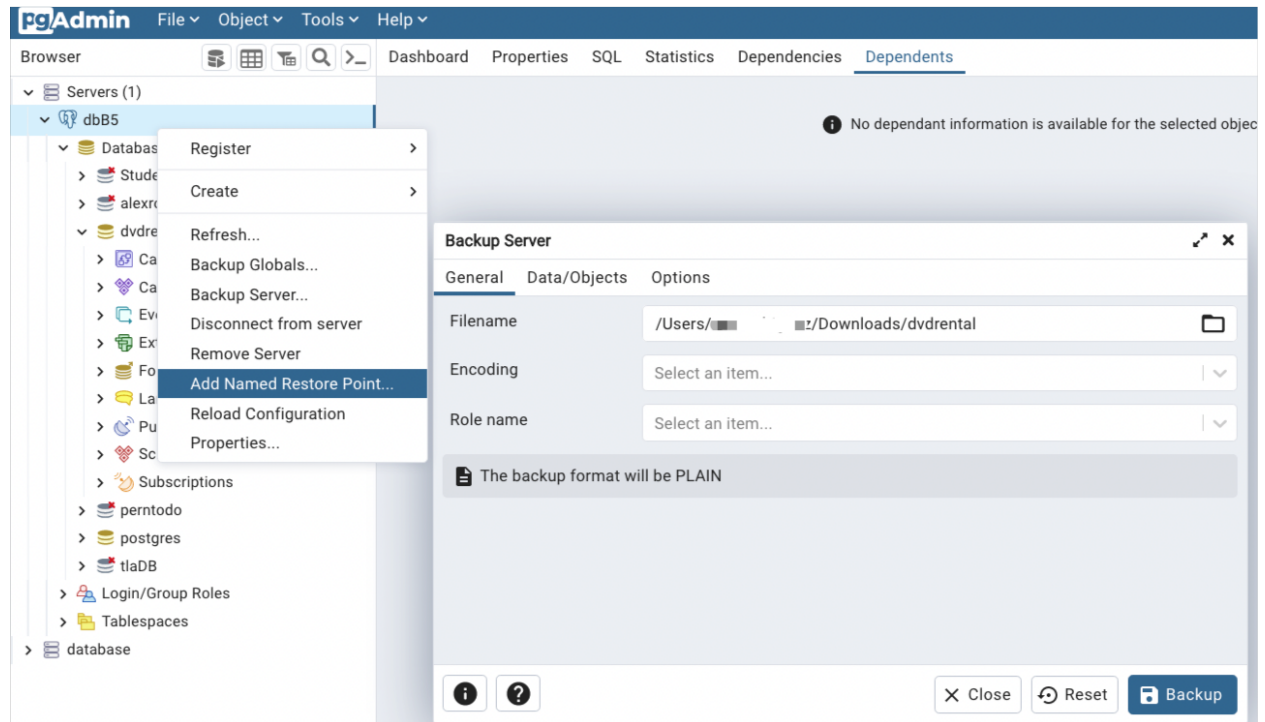 pgAdmin File Object Tools Help
Browser
Dashboard Properties SQL Statistics Dependencies Dependents
Servers (1)
dbB5
No dependant information is available for the selected objec
Databas
Stude
alexro
dvdre
Ca
Ca
Eve
Ex
Fo
La
Pu
Sc
Subscriptions
perntodo
postgres
tlaDB
Login/Group Roles
Tablespaces
database
Register
Create
Refresh...
Backup Globals...
Backup Server...
Disconnect from server
Remove Server
Add Named Restore Point...
Reload Configuration
Properties...
Backup Server
General Data/Objects Options
Filename
/Users/ /Downloads/dvdrental
Encoding
Select an item...
Role name
Select an item...
The backup format will be PLAIN
Close Reset Backup